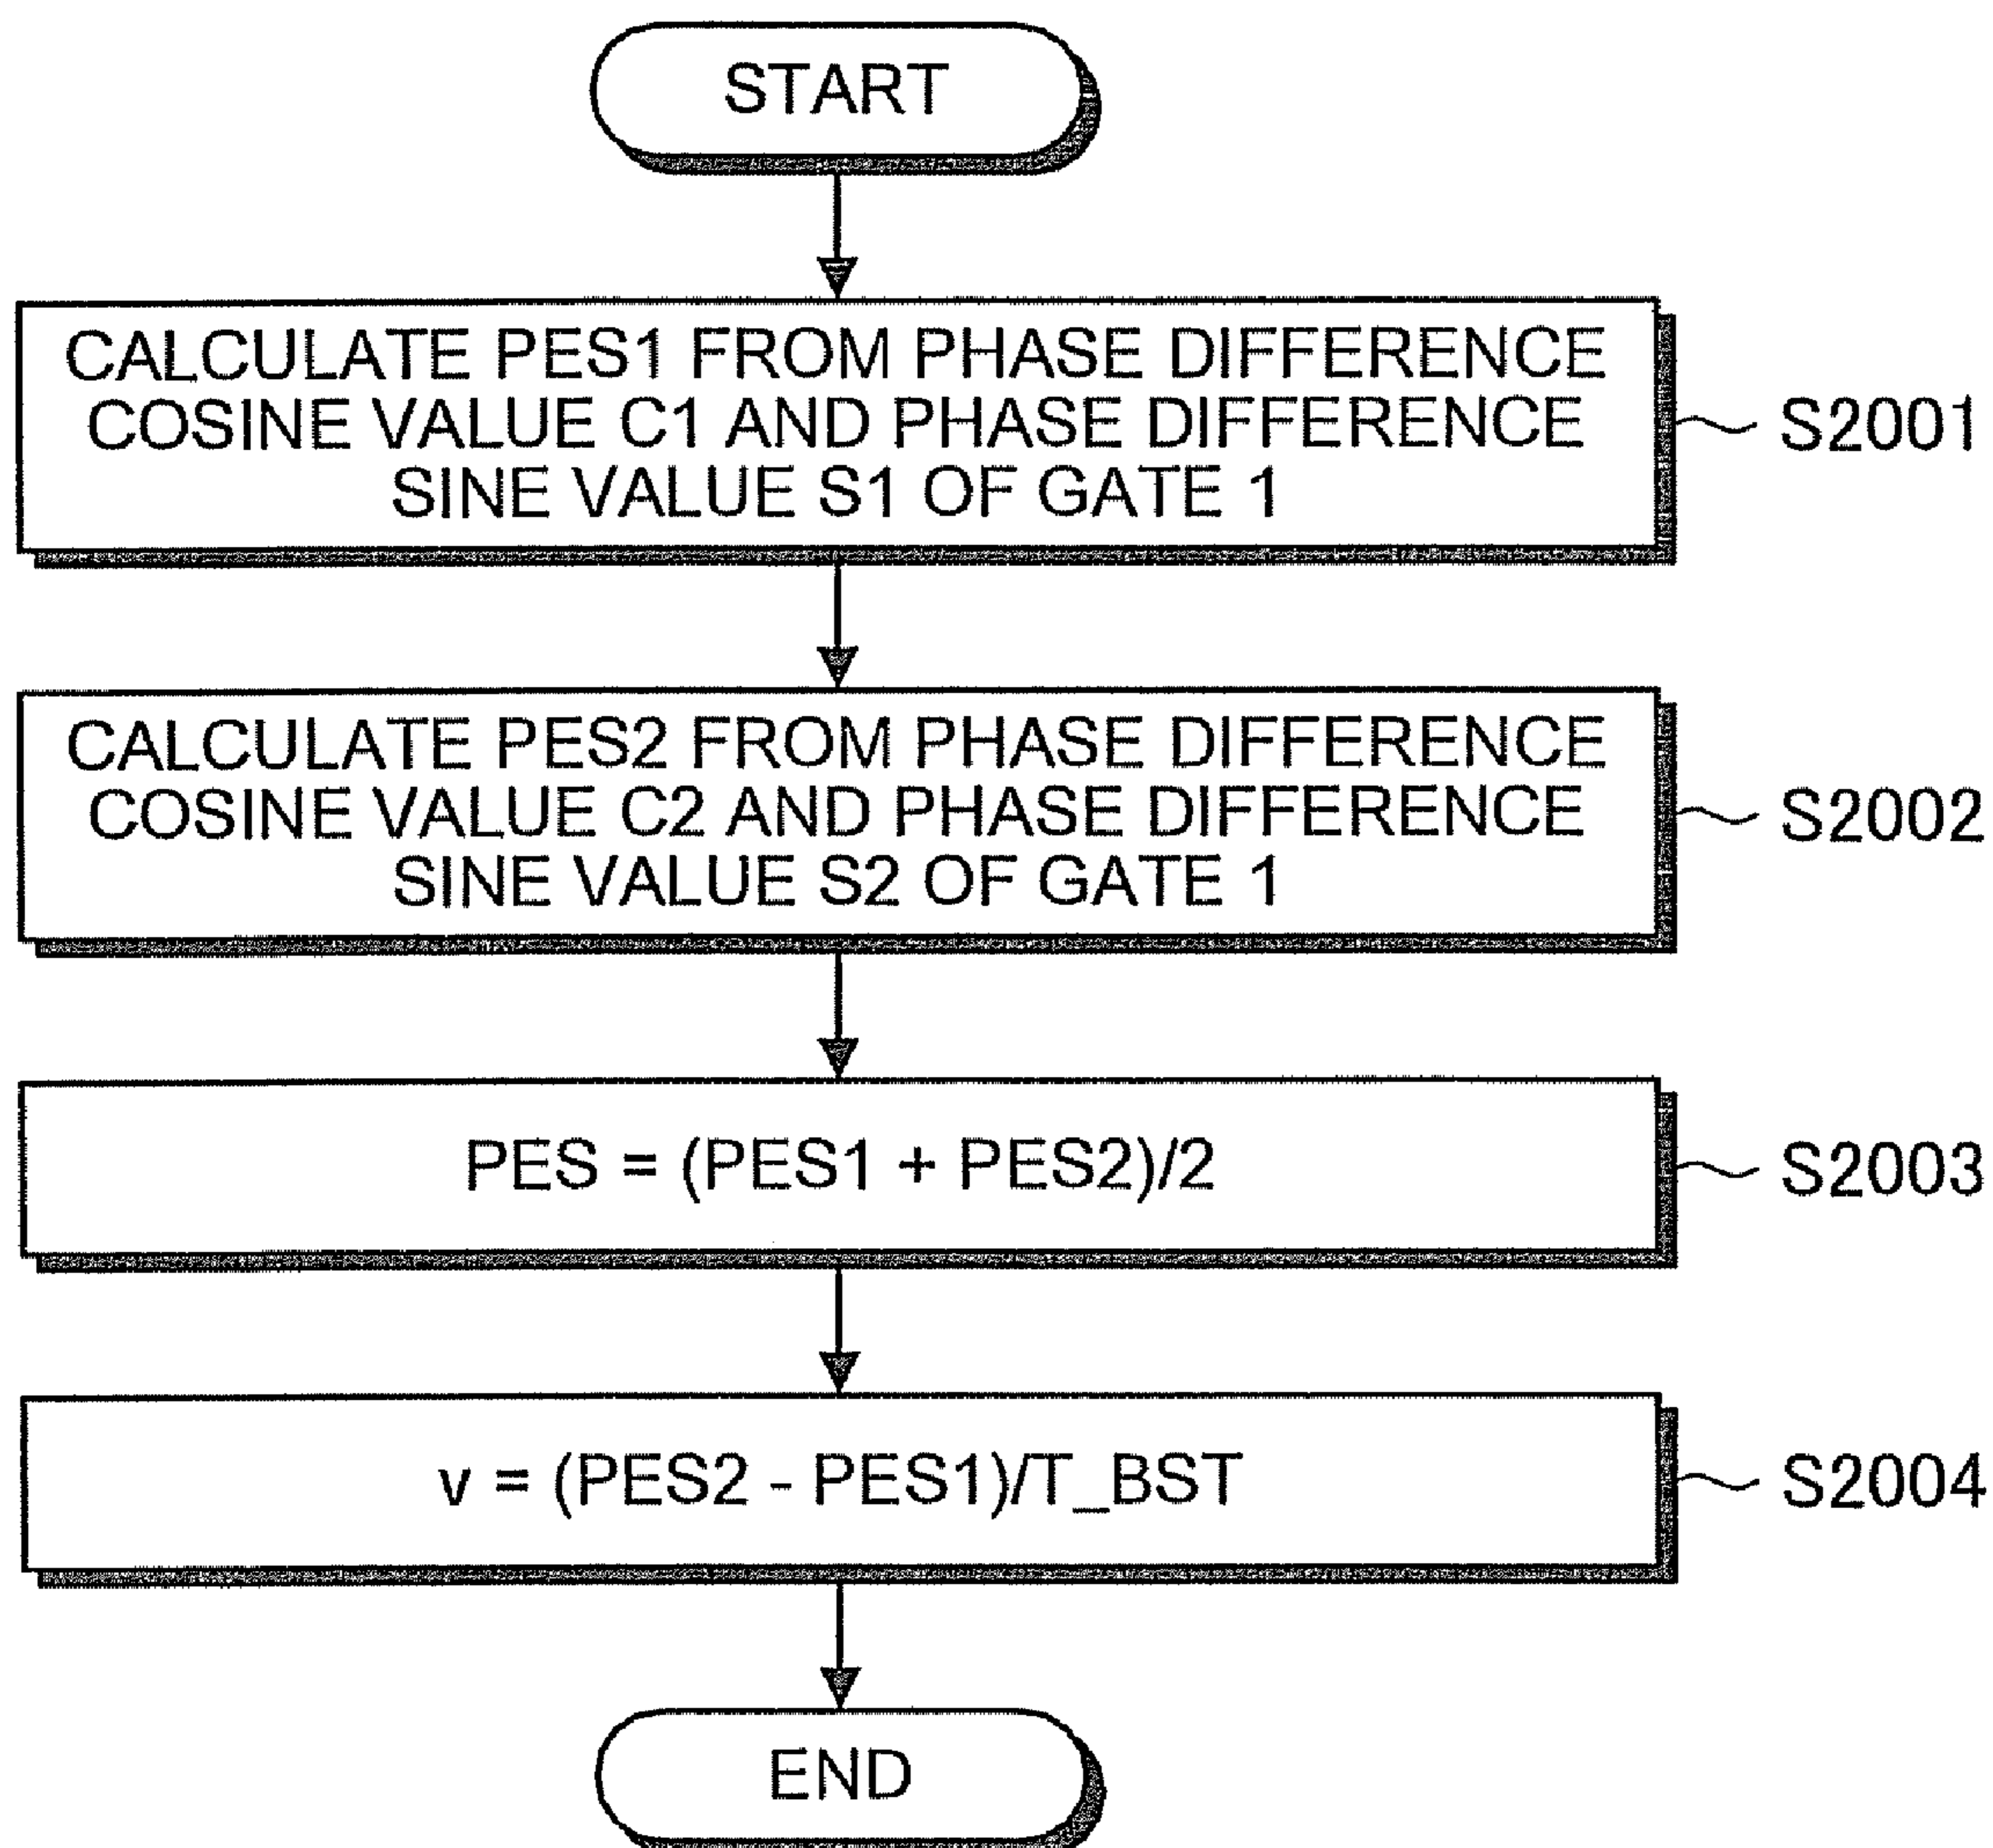 START
CALCULATE PES1 FROM PHASE DIFFERENCE
COSINE VALUE C1 AND PHASE DIFFERENCE
SINE VALUE S1 OF GATE 1
S2001
CALCULATE PES2 FROM PHASE DIFFERENCE
COSINE VALUE C2 AND PHASE DIFFERENCE
SINE VALUE S2 OF GATE 1
S2002
PES = (PES1 + PES2)/2
S2003
v = (PES2 - PES1)/T_BST
S2004
END